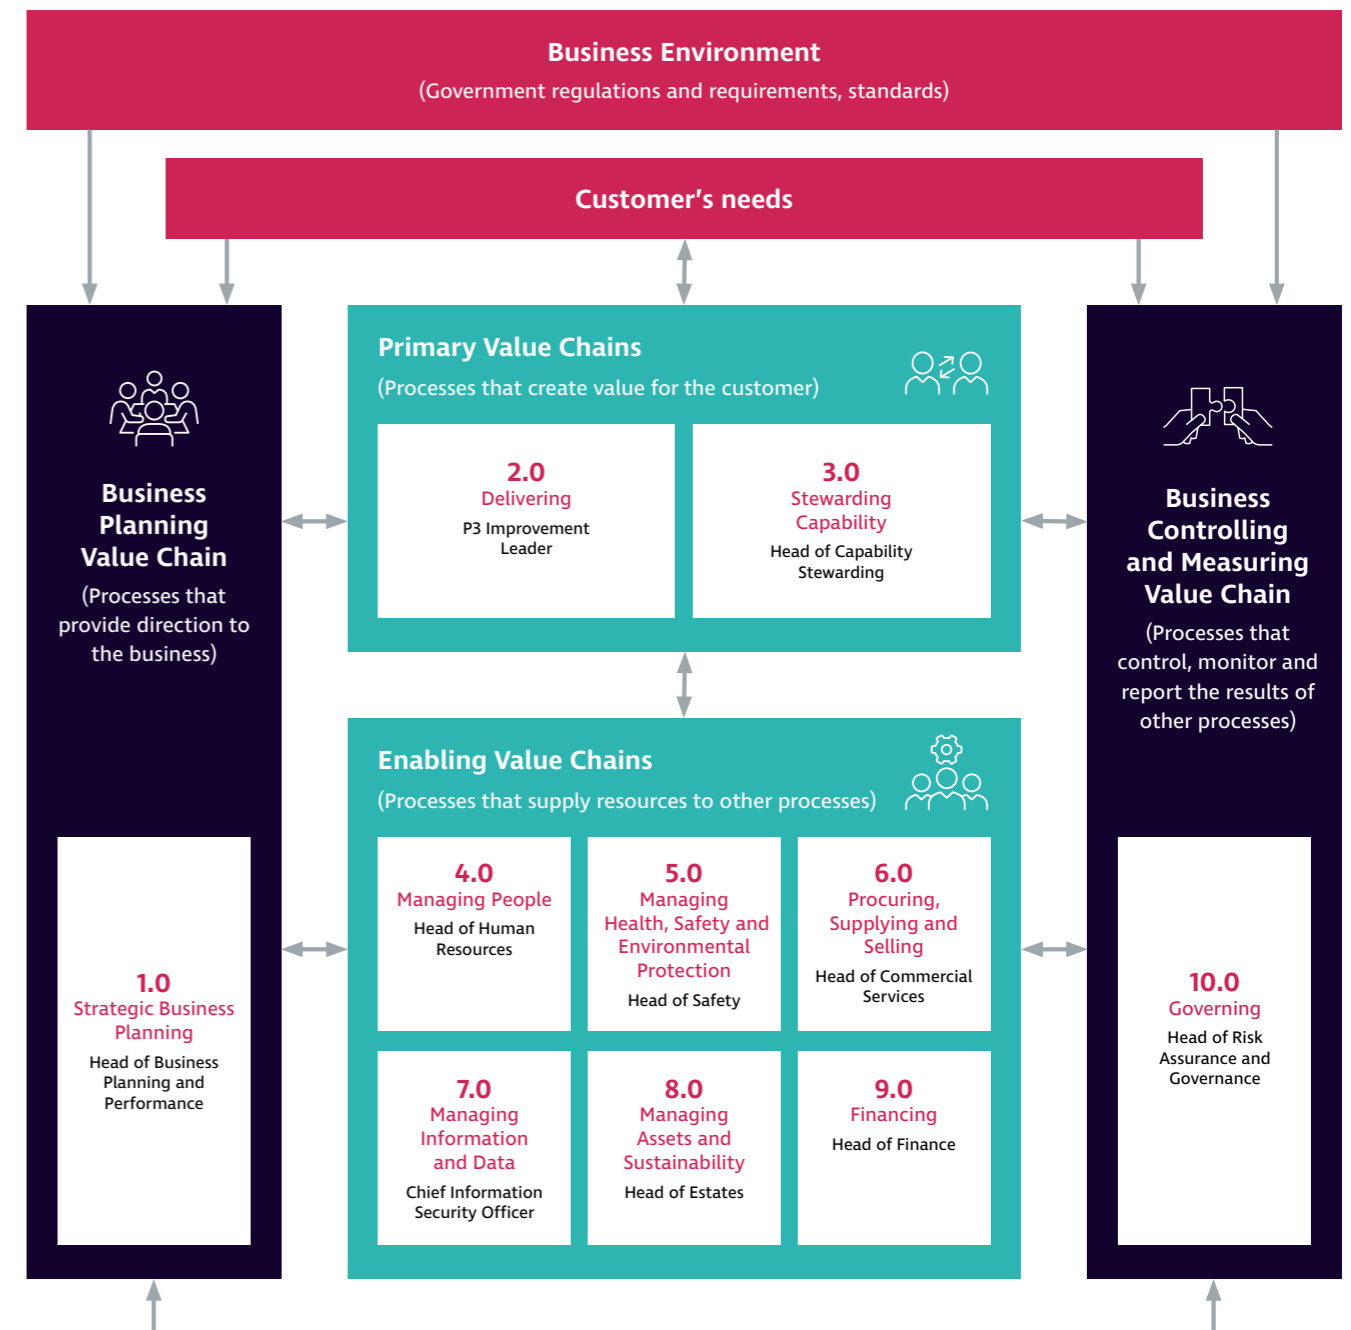 Business Environment
(Government regulations and requirements, standards)
Customer's needs
Business
Planning
Value Chain
(Processes that
provide direction to
the business)
1.0
Strategic Business
Planning
Head of Business
Planning and
Performance
Primary Value Chains
(Processes that create value for the customer)
2.0
Delivering
P3 Improvement
Leader
3.0
Stewarding
Capability
Head of Capability
Stewarding
Enabling Value Chains
(Processes that supply resources to other processes)
4.0
Managing People
Head of Human
Resources
5.0
Managing
Health, Safety and
Environmental
Protection
Head of Safety
6.0
Procuring,
Supplying and
Selling
Head of Commercial
Services
7.0
Managing
Information
and Data
Chief Information
Security Officer
8.0
Managing
Assets and
Sustainability
Head of Estates
9.0
Financing
Head of Finance
Business
Controlling
and Measuring
Value Chain
(Processes that
control, monitor and
report the results of
other processes)
10.0
Governing
Head of Risk
Assurance and
Governance